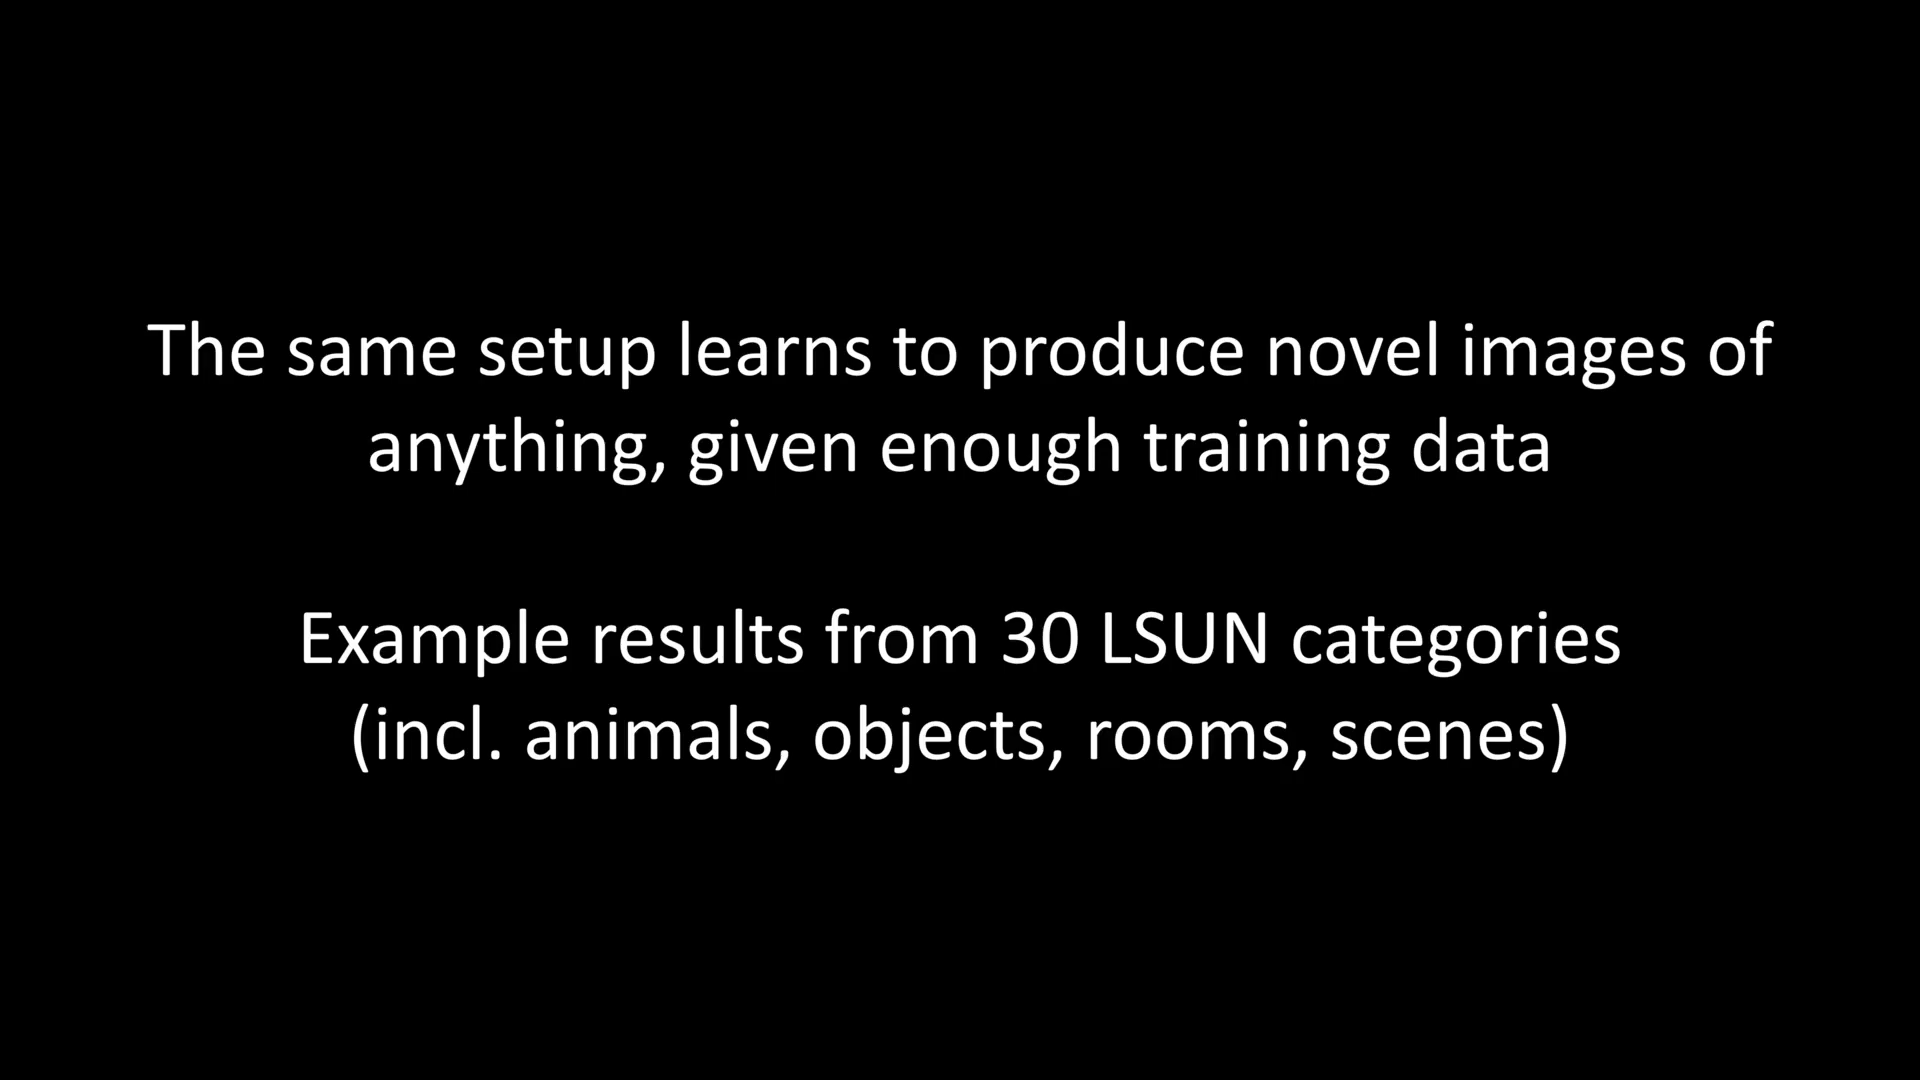 The same setup learns to produce novel images of
anything, given enough training data
Example results from 30 LSUN categories
(incl. animals, objects, rooms, scenes)